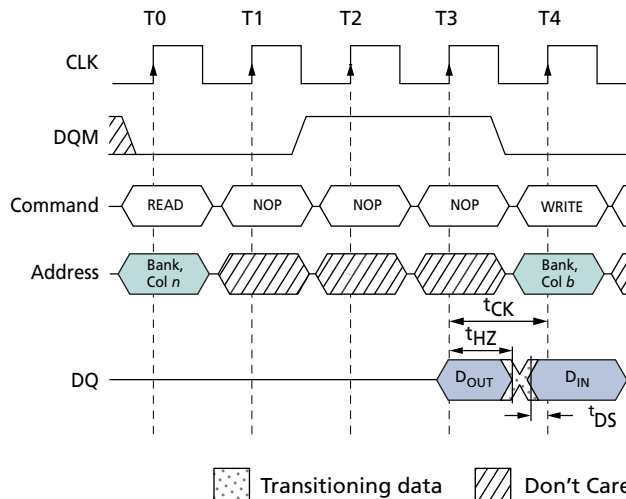 T0 T1 T2 T3 T4
CLK
DQM
Command READ NOP NOP NOP WRITE
Address Bank, Col n Bank, Col b
tCK
tHZ
DQ DOUT DIN
tDS
Transitioning data Don't Care